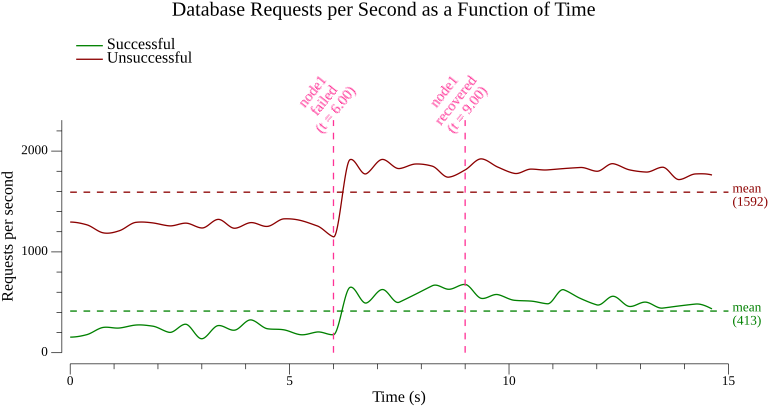 Database Requests per Second as a Function of Time
Successful
Unsuccessful
node1
failed
(t = 6.00)
node1
recovered
(t = 9.00)
Requests per second
2000
1000
0
mean
(1592)
mean
(413)
0
5
10
15
Time (s)